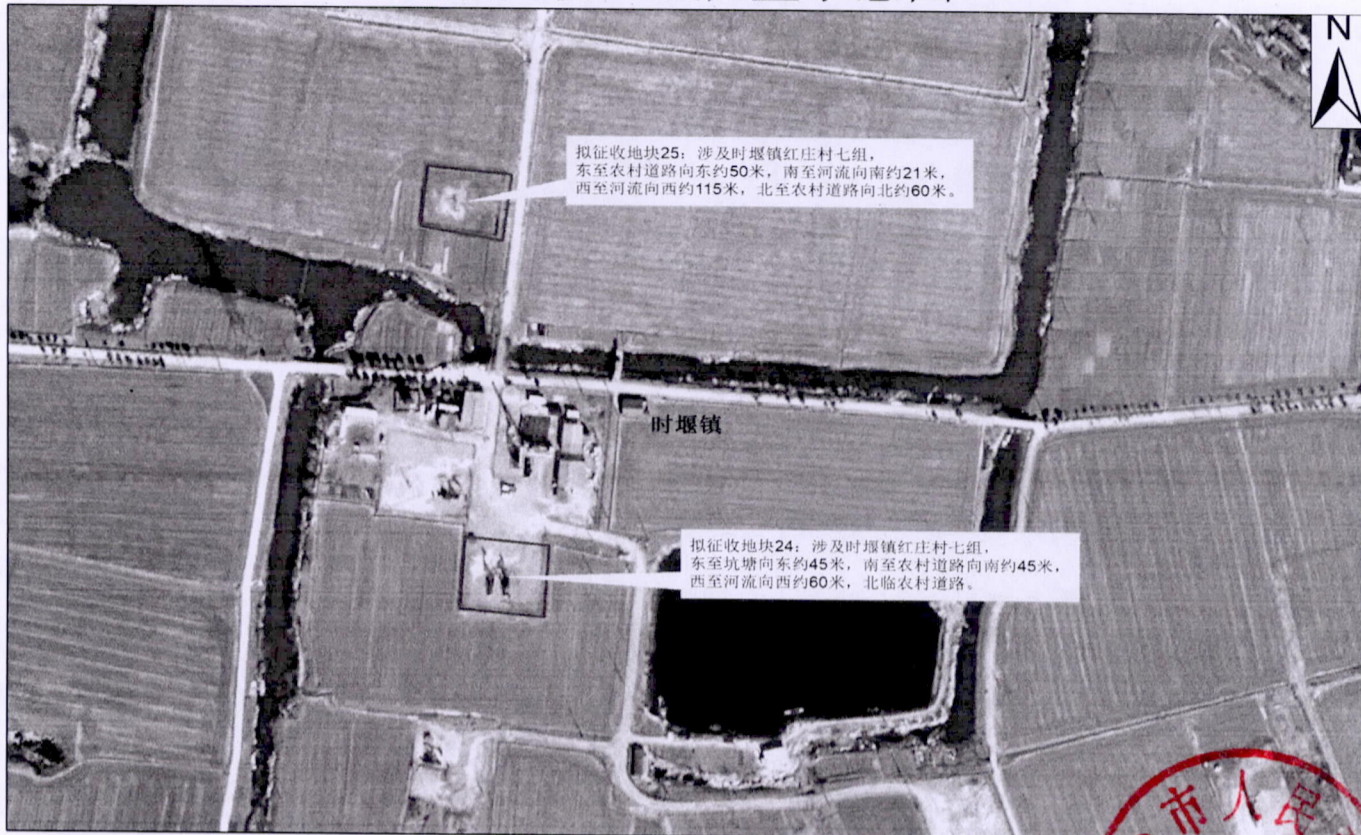 N
拟征收地块25：涉及时堰镇红庄村七组，
东至农村道路向东约50米，南至河流向南约21米，
西至河流向西约115米，北至农村道路向北约60米。
时堰镇
拟征收地块24：涉及时堰镇红庄村七组，
东至坑塘向东约45米，南至农村道路向南约45米，
西至河流向西约60米，北临农村道路。
市人民